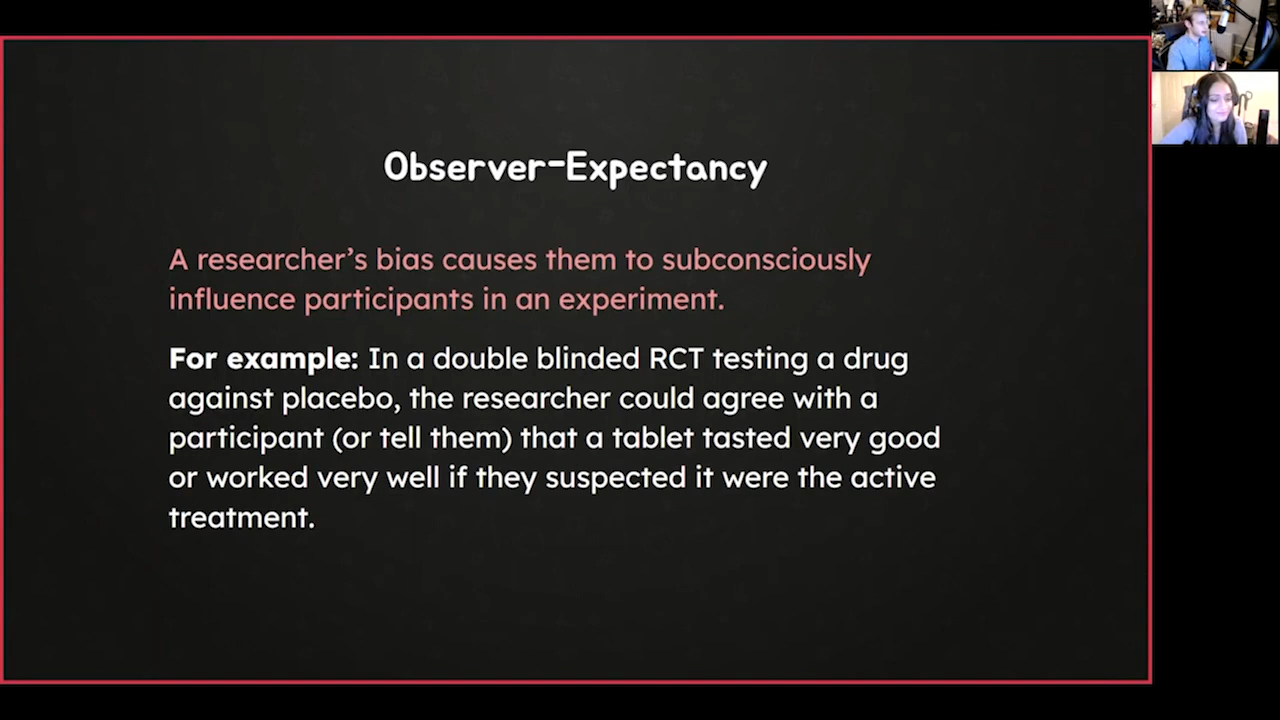 Observer-Expectancy
A researcher’s bias causes them to subconsciously
influence participants in an experiment.
For example: In a double blinded RCT testing a drug
against placebo, the researcher could agree with a
participant (or tell them) that a tablet tasted very good
or worked very well if they suspected it were the active
treatment.